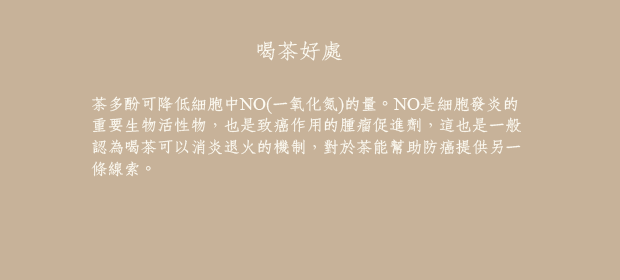 喝茶好處
茶多酚可降低細胞中NO(一氧化氮)的量。NO是細胞發炎的
重要生物活性物，也是致癌作用的腫瘤促進劑，這也是一般
認為喝茶可以消炎退火的機制，對於茶能幫助防癌提供另一
條線索。